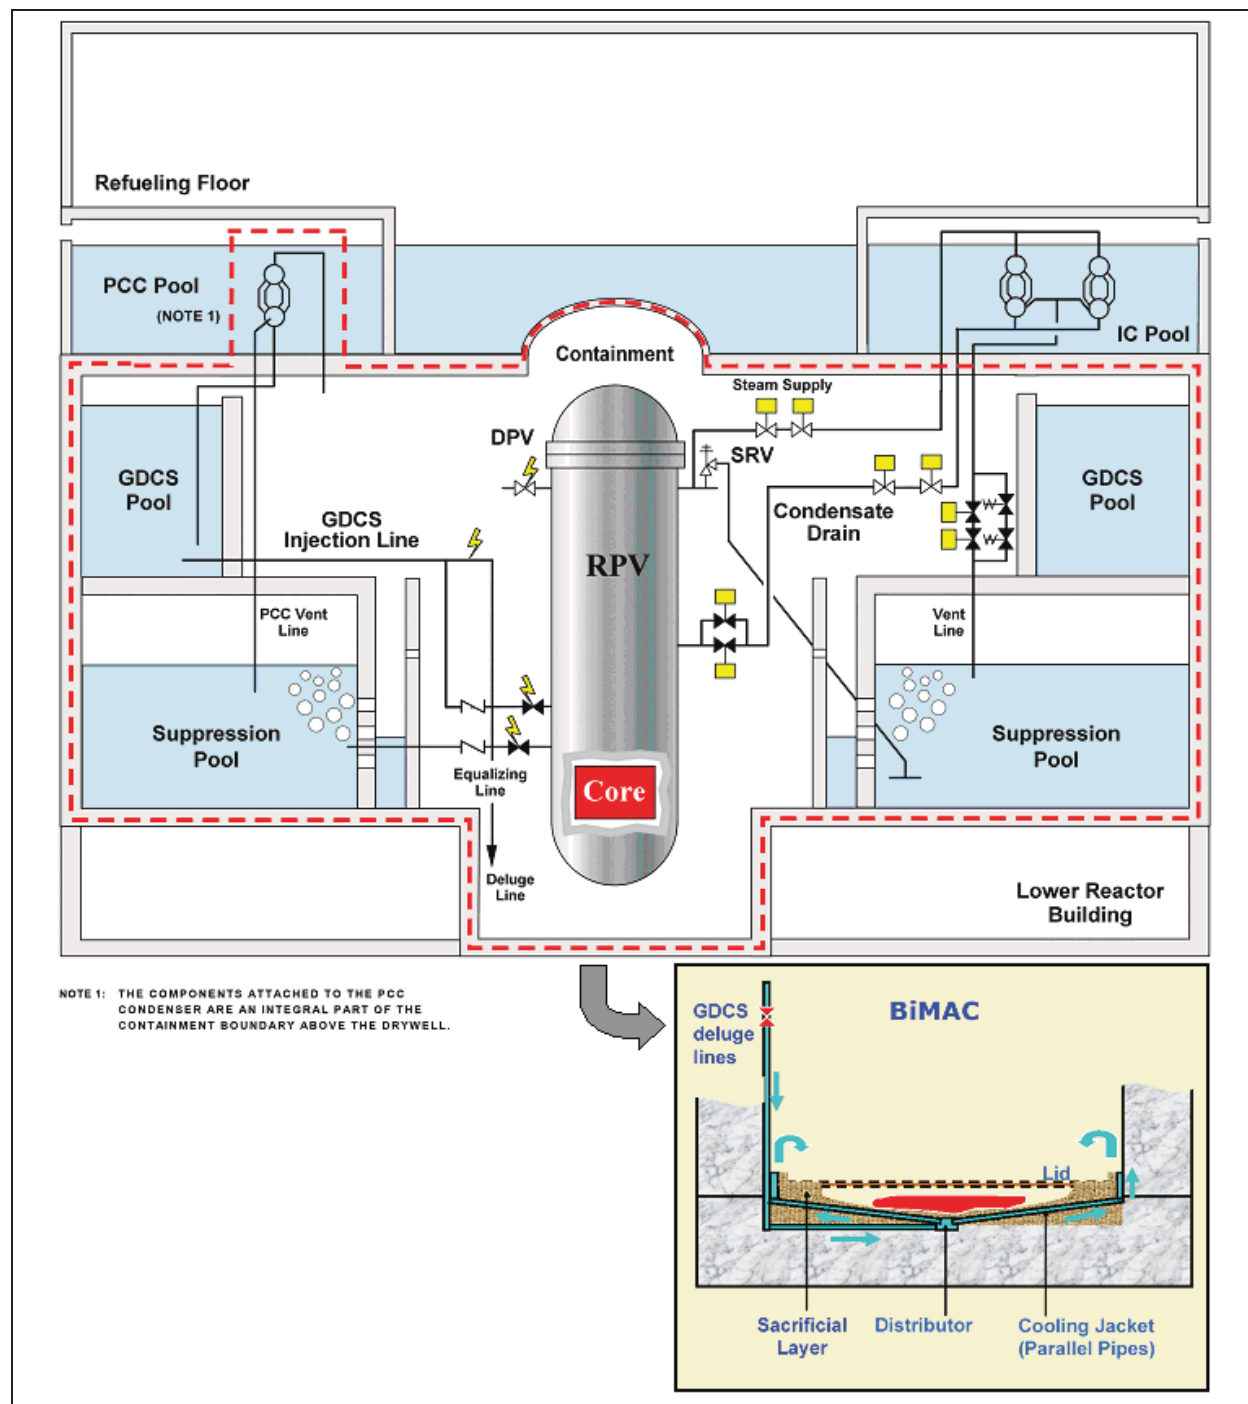 Refueling Floor
PCC Pool
(NOTE 1)
IC Pool
Containment
Steam Supply
DPV
SRV
GDCS
Pool
GDCS
Injection Line
RPV
Condensate
Drain
GDCS
Pool
PCC Vent
Line
Vent
Line
Suppression
Pool
Suppression
Pool
Equalizing
Line
Core
Deluge
Line
Lower Reactor
Building
NOTE 1: THE COMPONENTS ATTACHED TO THE PCC
CONDENSER ARE AN INTEGRAL PART OF THE
CONTAINMENT BOUNDARY ABOVE THE DRYWELL.
GDCS
deluge
lines
BiMAC
Lid
Sacrificial
Layer
Distributor
Cooling Jacket
(Parallel Pipes)